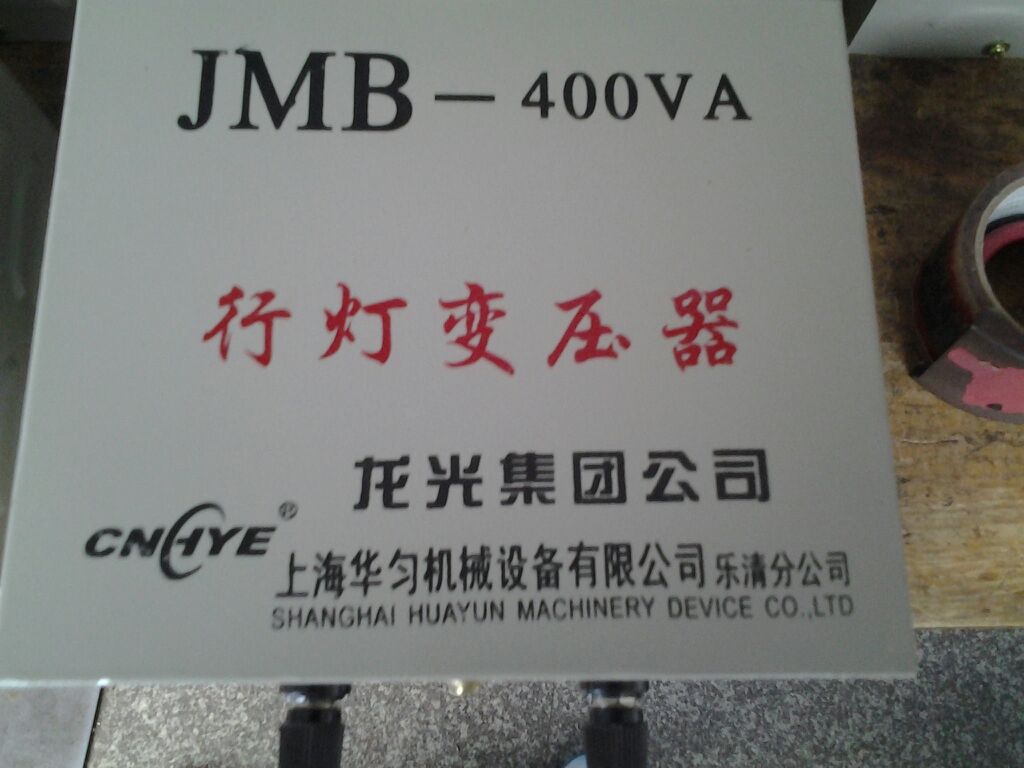 JMB－400VA
行灯变压器
龙光集团公司
CNHYE®
上海华匀机械设备有限公司 乐清分公司
SHANGHAI HUAYUN MACHINERY DEVICE CO.,LTD